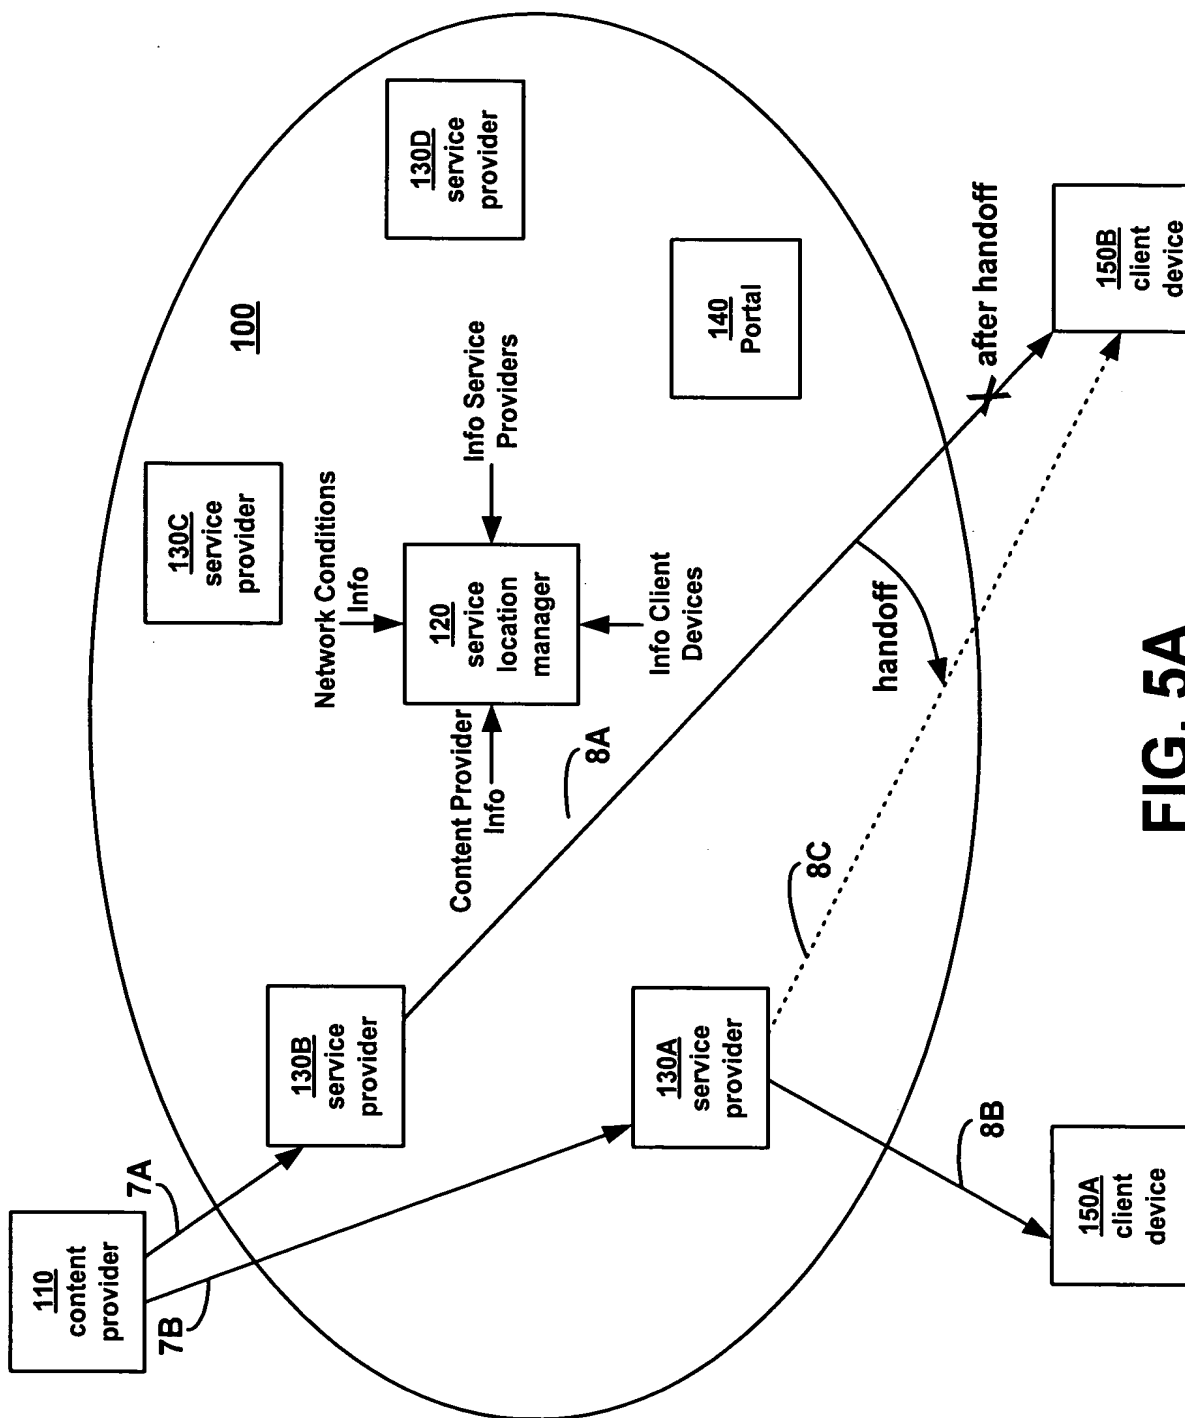 110
content
provider
7A
7B
130B
service
provider
130A
service
provider
130C
service
provider
100
130D
service
provider
Network Conditions
Info
Content Provider
Info
120
service
location
manager
Info Service
Providers
Info Client
Devices
140
Portal
8A
8C
8B
handoff
X after handoff
150A
client
device
150B
client
device
FIG. 5A